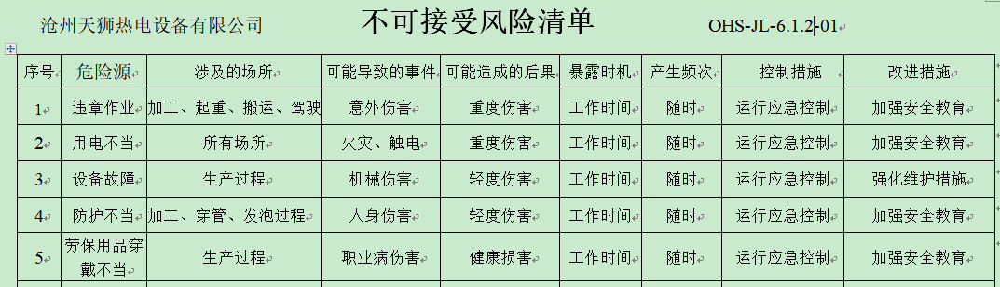 沧州天狮热电设备有限公司 不可接受风险清单 OHS-JL-6.1.2-01
序号 危险源 涉及的场所 可能导致的事件 可能造成的后果 暴露时机 产生频次 控制措施 改进措施
1 违章作业 加工、起重、搬运、驾驶 意外伤害 重度伤害 工作时间 随时 运行应急控制 加强安全教育
2 用电不当 所有场所 火灾、触电 重度伤害 工作时间 随时 运行应急控制 加强安全教育
3 设备故障 生产过程 机械伤害 轻度伤害 工作时间 随时 运行应急控制 强化维护措施
4 防护不当 加工、穿管、发泡过程 人身伤害 轻度伤害 工作时间 随时 运行应急控制 加强安全教育
5 劳保用品穿
戴不当 生产过程 职业病伤害 健康损害 工作时间 随时 运行应急控制 加强安全教育